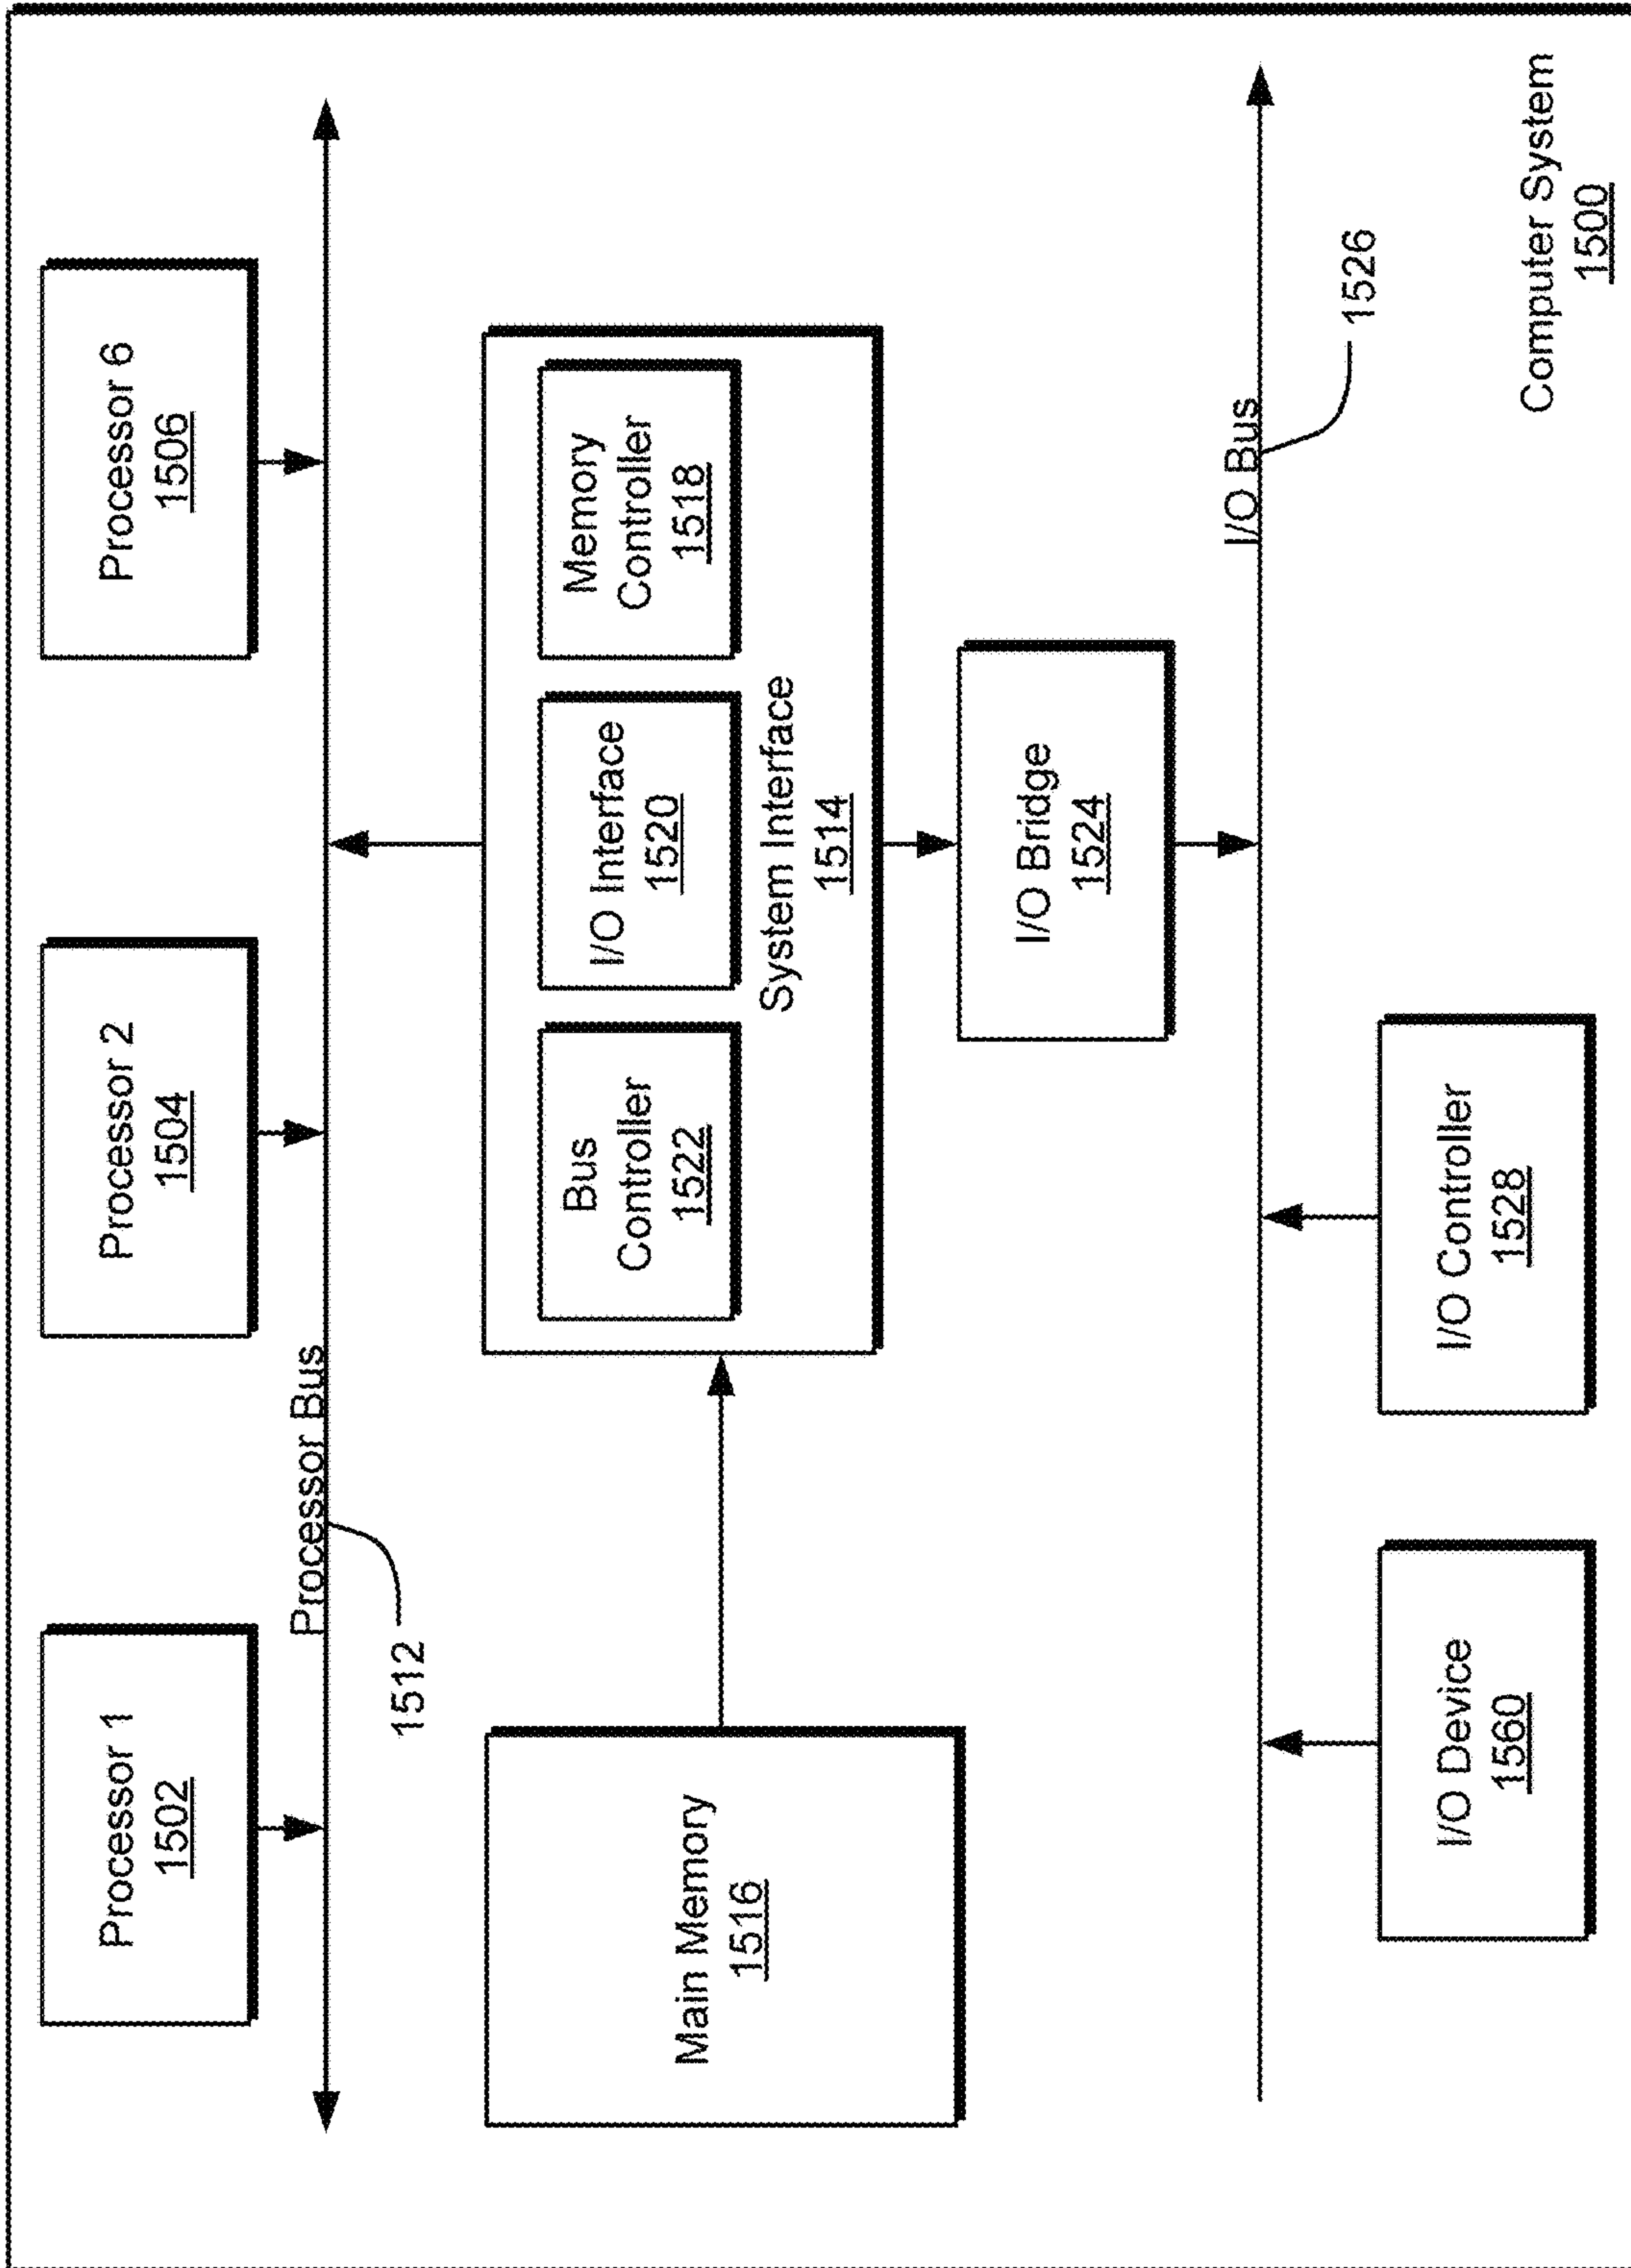 Processor 1
1502
Processor 2
1504
Processor 6
1506
Processor Bus
1512
Main Memory
1516
Bus
Controller
1522
I/O Interface
1520
Memory
Controller
1518
System Interface
1514
I/O Bridge
1524
I/O Bus
1526
I/O Device
1560
I/O Controller
1528
Computer System
1500